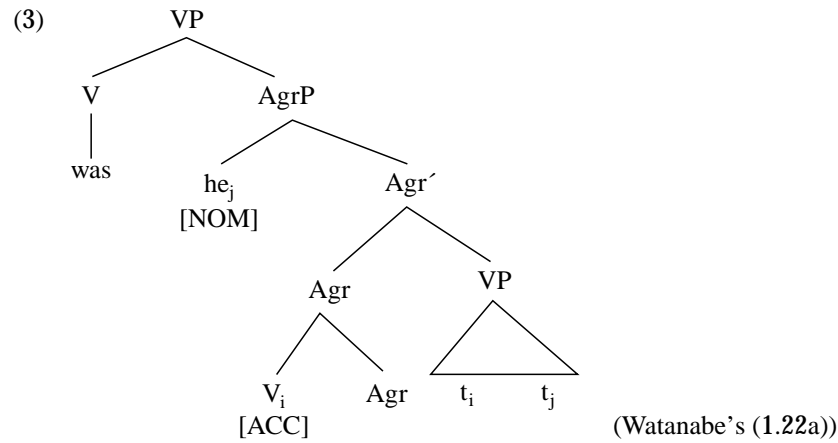 (3) VP
V AgrP
was he_j Agr´
[NOM]
Agr VP
V_i Agr t_i t_j
[ACC] (Watanabe's (1.22a))